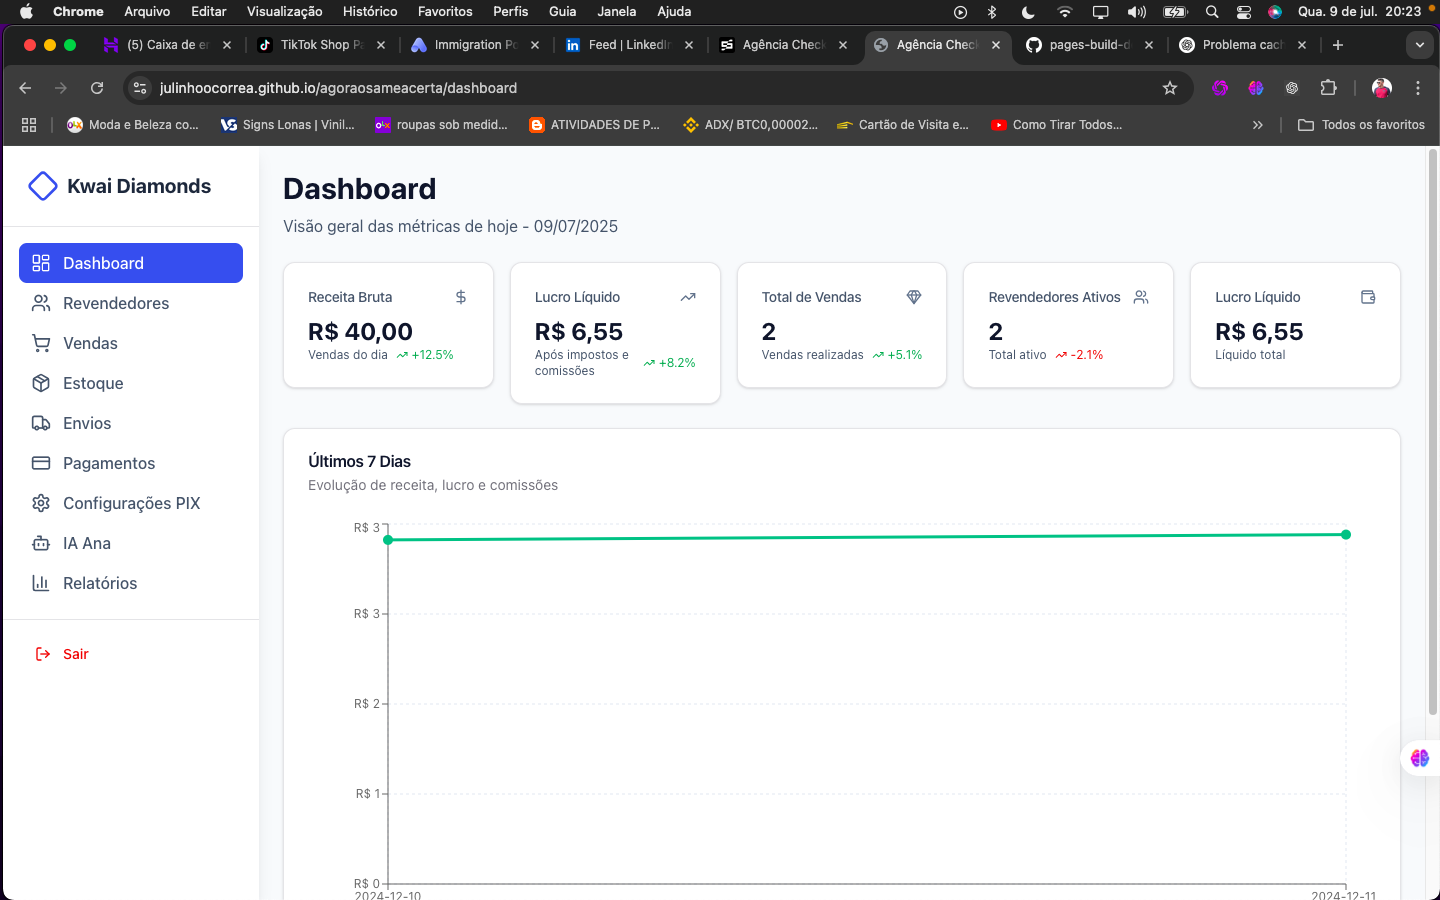 Chrome Arquivo Editar Visualização Histórico Favoritos Perfis Guia Janela Ajuda Qua. 9 de jul. 20:23
(5) Caixa de en TikTok Shop Pa Immigration Po Feed | LinkedIn Agência Check Agência Check pages-build-d Problema cach
julinhoocorrea.github.io/agoraosameacerta/dashboard
Moda e Beleza co... Signs Lonas | Vinil... roupas sob medid... ATIVIDADES DE P... ADX/ BTC0,00002... Cartão de Visita e... Como Tirar Todos... Todos os favoritos
Kwai Diamonds
Dashboard
Revendedores
Vendas
Estoque
Envios
Pagamentos
Configurações PIX
IA Ana
Relatórios
Sair
Dashboard
Visão geral das métricas de hoje - 09/07/2025
Receita Bruta
R$ 40,00
Vendas do dia +12.5%
Lucro Líquido
R$ 6,55
Após impostos e
comissões +8.2%
Total de Vendas
2
Vendas realizadas +5.1%
Revendedores Ativos
2
Total ativo -2.1%
Lucro Líquido
R$ 6,55
Líquido total
Últimos 7 Dias
Evolução de receita, lucro e comissões
R$ 3
R$ 3
R$ 2
R$ 1
R$ 0
2024-12-10 2024-12-11